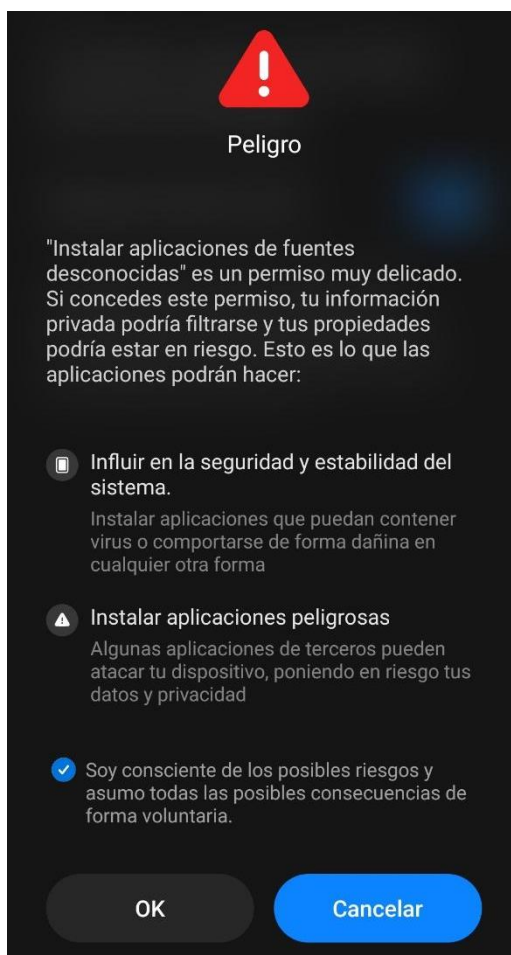 Peligro
"Instalar aplicaciones de fuentes
desconocidas" es un permiso muy delicado.
Si concedes este permiso, tu información
privada podría filtrarse y tus propiedades
podría estar en riesgo. Esto es lo que las
aplicaciones podrán hacer:
Influir en la seguridad y estabilidad del
sistema.
Instalar aplicaciones que puedan contener
virus o comportarse de forma dañina en
cualquier otra forma
Instalar aplicaciones peligrosas
Algunas aplicaciones de terceros pueden
atacar tu dispositivo, poniendo en riesgo tus
datos y privacidad
Soy consciente de los posibles riesgos y
asumo todas las posibles consecuencias de
forma voluntaria.
OK
Cancelar